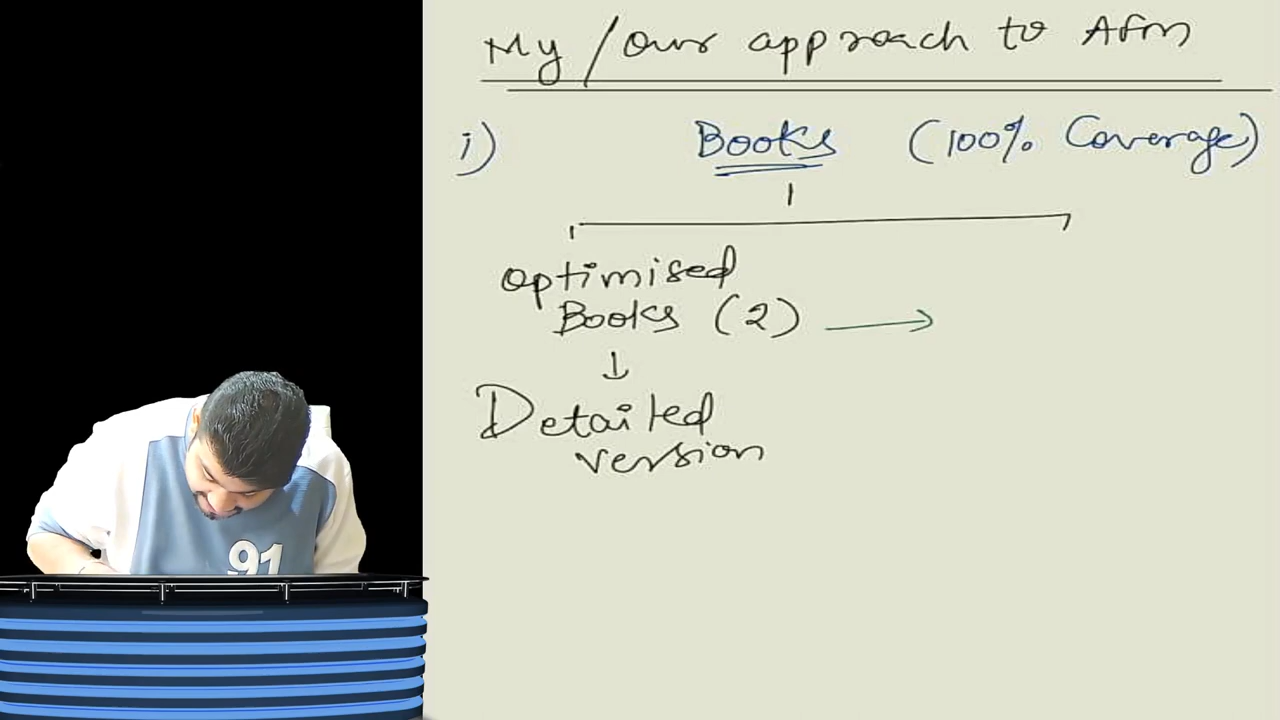 My / our approach to AFM
i) Books (100% Coverage)
optimised
Books (2) →
↓
Detailed
version
91